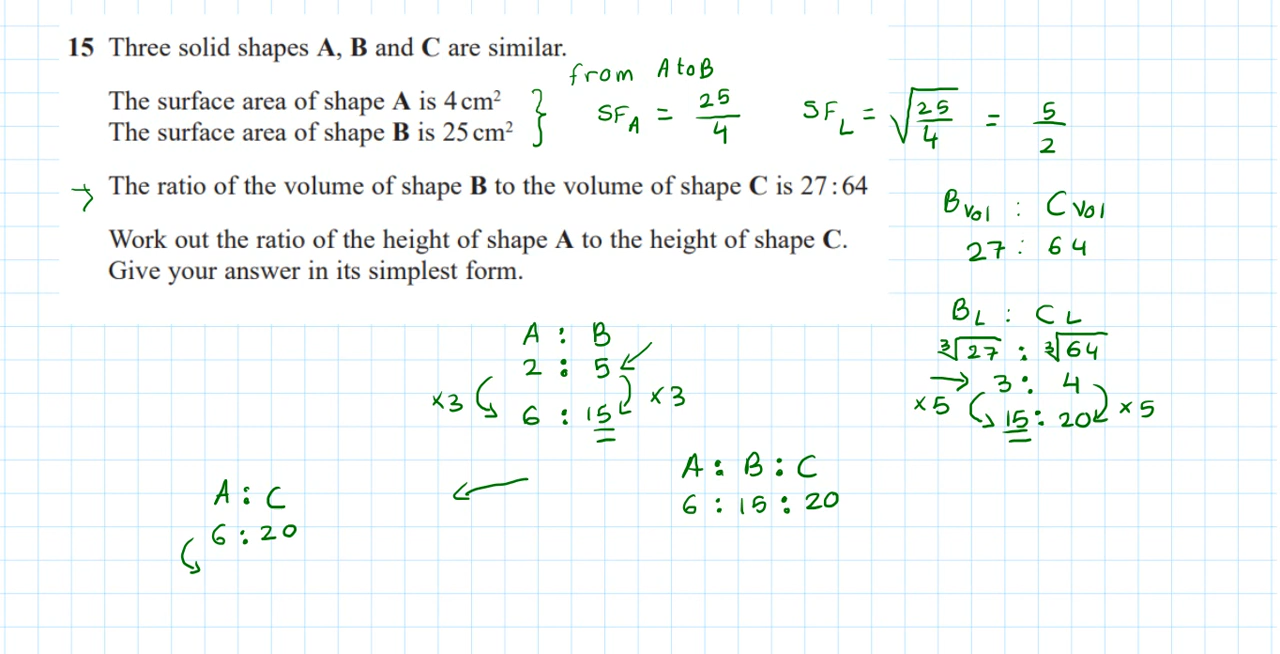 15 Three solid shapes A, B and C are similar.
from A to B
The surface area of shape A is 4 cm²
The surface area of shape B is 25 cm²
SF_A = 25/4
SF_L = √(25/4) = 5/2
The ratio of the volume of shape B to the volume of shape C is 27 : 64
B Vol : C Vol
27 : 64
Work out the ratio of the height of shape A to the height of shape C.
Give your answer in its simplest form.
B_L : C_L
∛27 : ∛64
→ 3 : 4
×5 15 : 20 ×5
A : B
2 : 5
×3 6 : 15 ×3
A : B : C
6 : 15 : 20
A : C
6 : 20